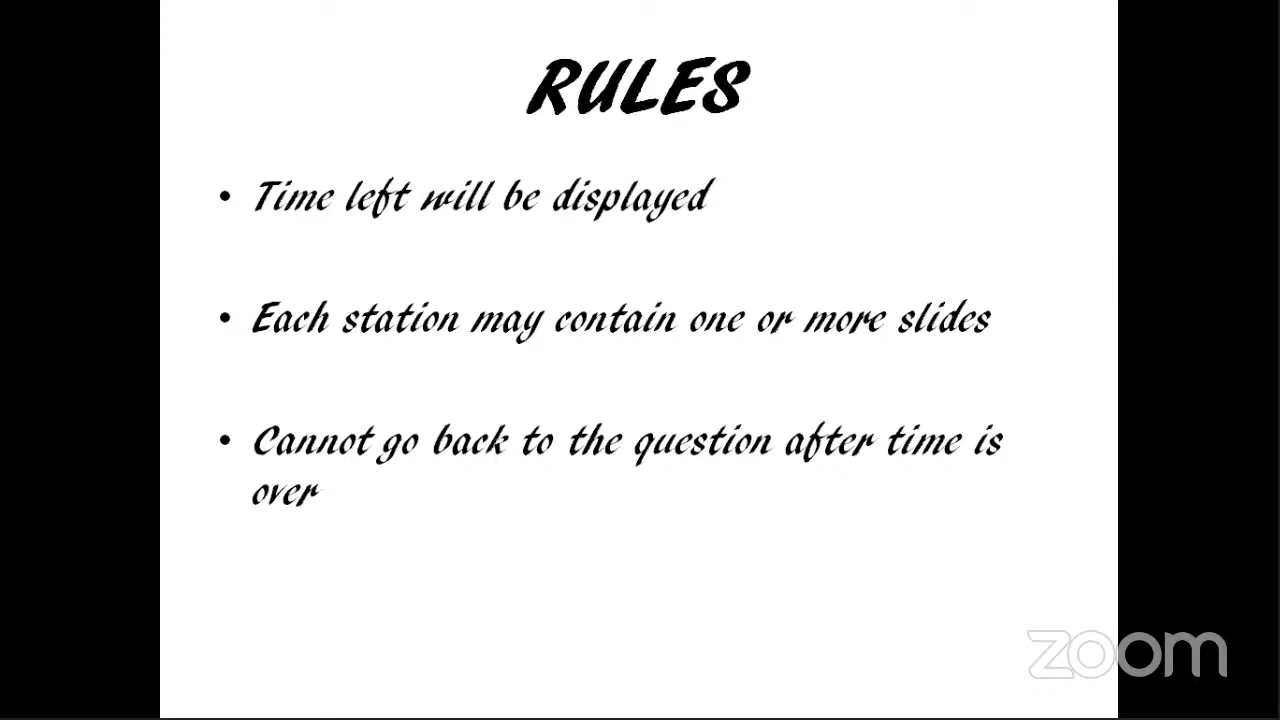 RULES
• Time left will be displayed
• Each station may contain one or more slides
• Cannot go back to the question after time is
over
zoom